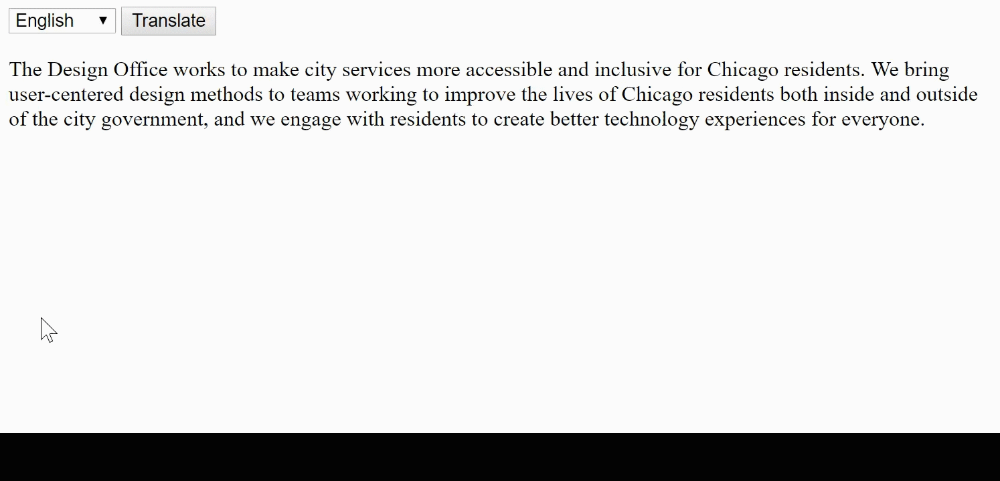 English Translate
The Design Office works to make city services more accessible and inclusive for Chicago residents. We bring
user-centered design methods to teams working to improve the lives of Chicago residents both inside and outside
of the city government, and we engage with residents to create better technology experiences for everyone.